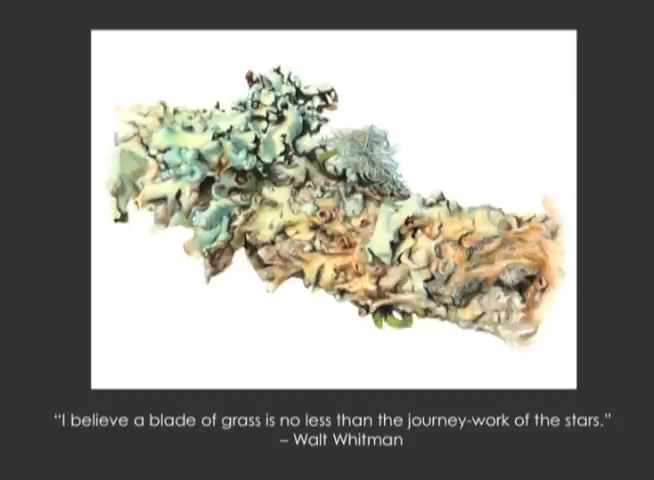 “I believe a blade of grass is no less than the journey-work of the stars.”
– Walt Whitman